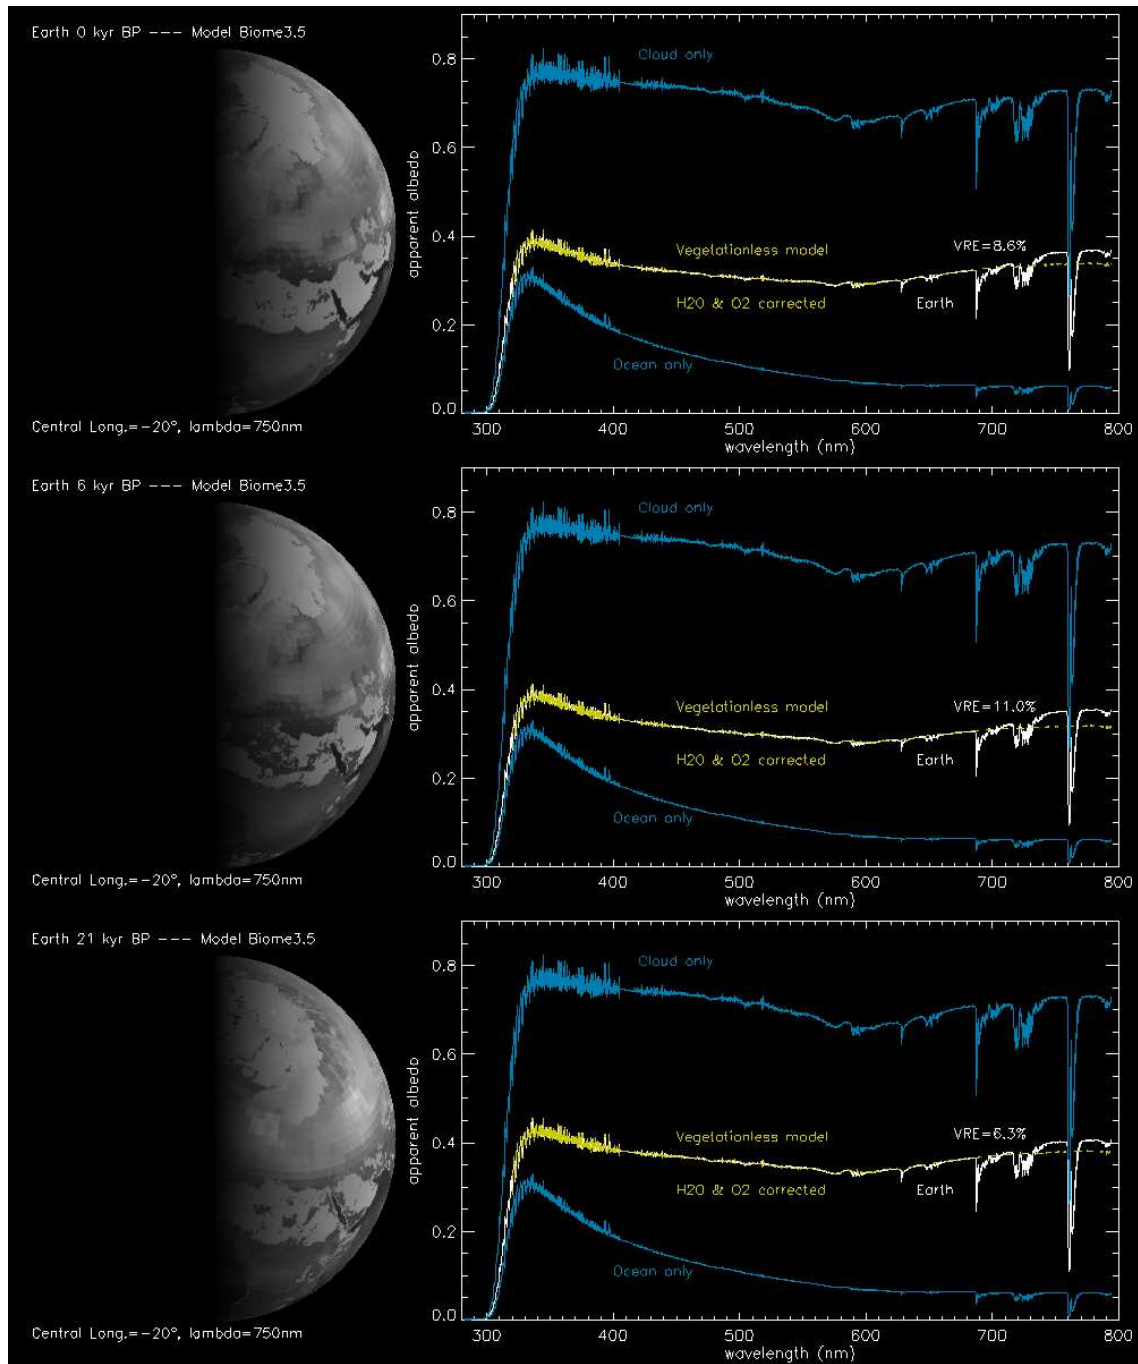 Earth 0 kyr BP --- Model Biome3.5
Central Long.=-20°, lambda=750nm
apparent albedo
0.8
0.6
0.4
0.2
0.0
Cloud only
Vegetationless model
VRE=8.6%
H2O & O2 corrected
Earth
Ocean only
300 400 500 600 700 800
wavelength (nm)
Earth 6 kyr BP --- Model Biome3.5
Central Long.=-20°, lambda=750nm
apparent albedo
0.8
0.6
0.4
0.2
0.0
Cloud only
Vegetationless model
VRE=11.0%
H2O & O2 corrected
Earth
Ocean only
300 400 500 600 700 800
wavelength (nm)
Earth 21 kyr BP --- Model Biome3.5
Central Long.=-20°, lambda=750nm
apparent albedo
0.8
0.6
0.4
0.2
0.0
Cloud only
Vegetationless model
VRE=6.3%
H2O & O2 corrected
Earth
Ocean only
300 400 500 600 700 800
wavelength (nm)